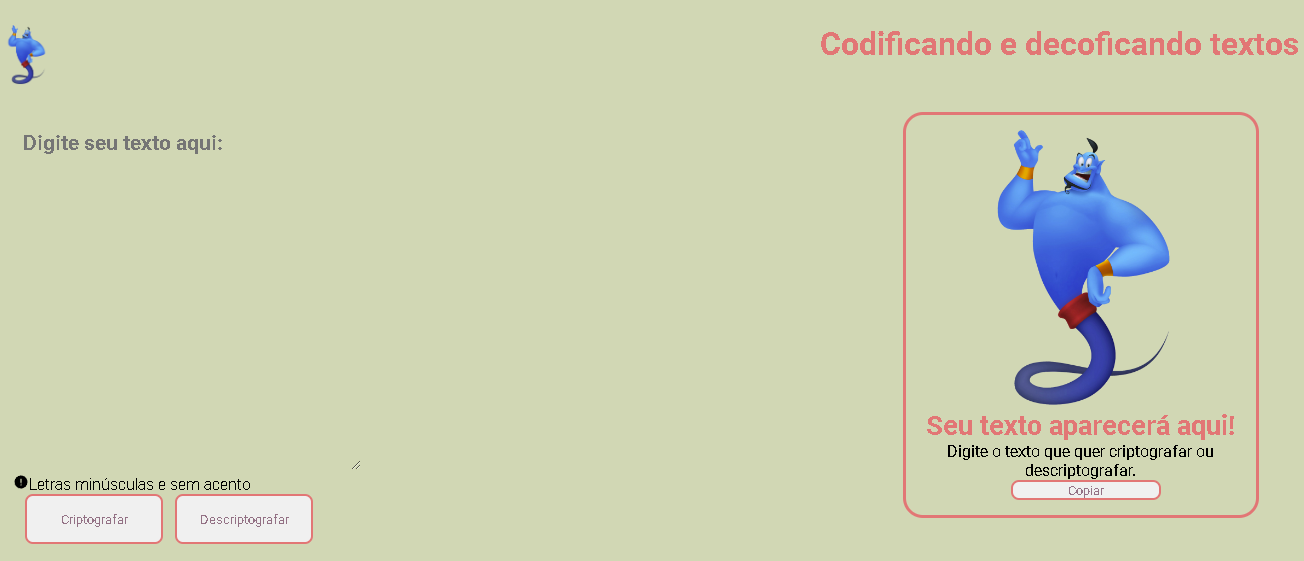 Codificando e decoficando textos
Digite seu texto aqui:
Letras minúsculas e sem acento
Criptografar
Descriptografar
Seu texto aparecerá aqui!
Digite o texto que quer criptografar ou
descriptografar.
Copiar